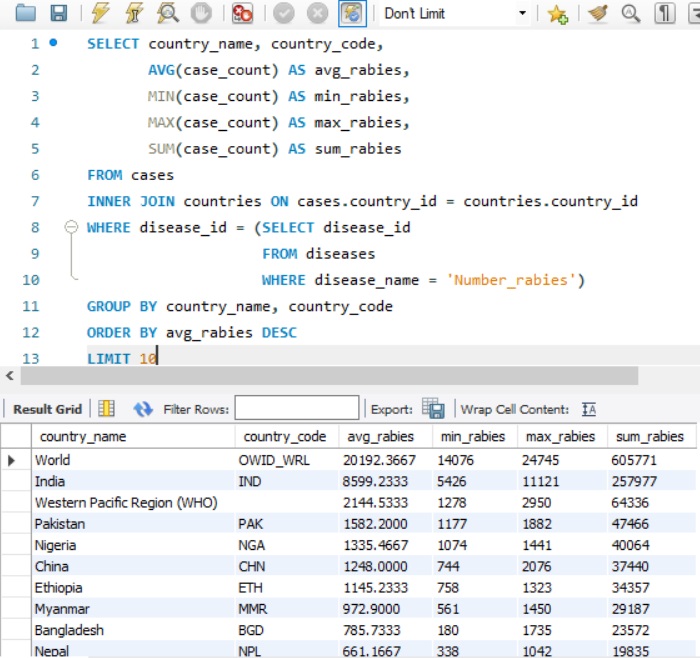 Don't Limit
1 SELECT country_name, country_code,
2 AVG(case_count) AS avg_rabies,
3 MIN(case_count) AS min_rabies,
4 MAX(case_count) AS max_rabies,
5 SUM(case_count) AS sum_rabies
6 FROM cases
7 INNER JOIN countries ON cases.country_id = countries.country_id
8 WHERE disease_id = (SELECT disease_id
9 FROM diseases
10 WHERE disease_name = 'Number_rabies')
11 GROUP BY country_name, country_code
12 ORDER BY avg_rabies DESC
13 LIMIT 10
Result Grid Filter Rows: Export: Wrap Cell Content: IA
country_name country_code avg_rabies min_rabies max_rabies sum_rabies
World OWID_WRL 20192.3667 14076 24745 605771
India IND 8599.2333 5426 11121 257977
Western Pacific Region (WHO) 2144.5333 1278 2950 64336
Pakistan PAK 1582.2000 1177 1882 47466
Nigeria NGA 1335.4667 1074 1441 40064
China CHN 1248.0000 744 2076 37440
Ethiopia ETH 1145.2333 758 1323 34357
Myanmar MMR 972.9000 561 1450 29187
Bangladesh BGD 785.7333 180 1735 23572
Nepal NPL 661.1667 338 1042 19835